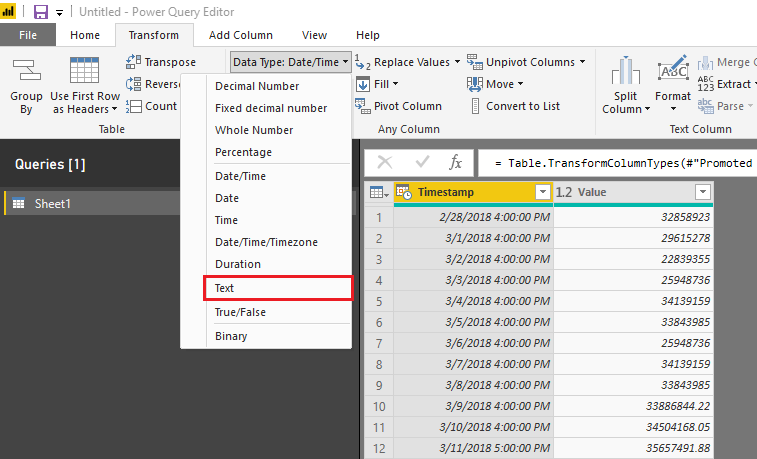 Untitled - Power Query Editor
File Home Transform Add Column View Help
Transpose Data Type: Date/Time Replace Values Unpivot Columns Merge
Group By Use First Row as Headers Reverse Fill Move Split Column Format Extract
Count Pivot Column Convert to List Parse
Table Any Column Text Column
Decimal Number
Fixed decimal number
Whole Number
Percentage
Date/Time
Date
Time
Date/Time/Timezone
Duration
Text
True/False
Binary
Queries [1]
Sheet1
fx = Table.TransformColumnTypes(#"Promoted
Timestamp 1.2 Value
1 2/28/2018 4:00:00 PM 32858923
2 3/1/2018 4:00:00 PM 29615278
3 3/2/2018 4:00:00 PM 22839355
4 3/3/2018 4:00:00 PM 25948736
5 3/4/2018 4:00:00 PM 34139159
6 3/5/2018 4:00:00 PM 33843985
7 3/6/2018 4:00:00 PM 25948736
8 3/7/2018 4:00:00 PM 34139159
9 3/8/2018 4:00:00 PM 33843985
10 3/9/2018 4:00:00 PM 33886844.22
11 3/10/2018 4:00:00 PM 34504168.05
12 3/11/2018 5:00:00 PM 35657491.88